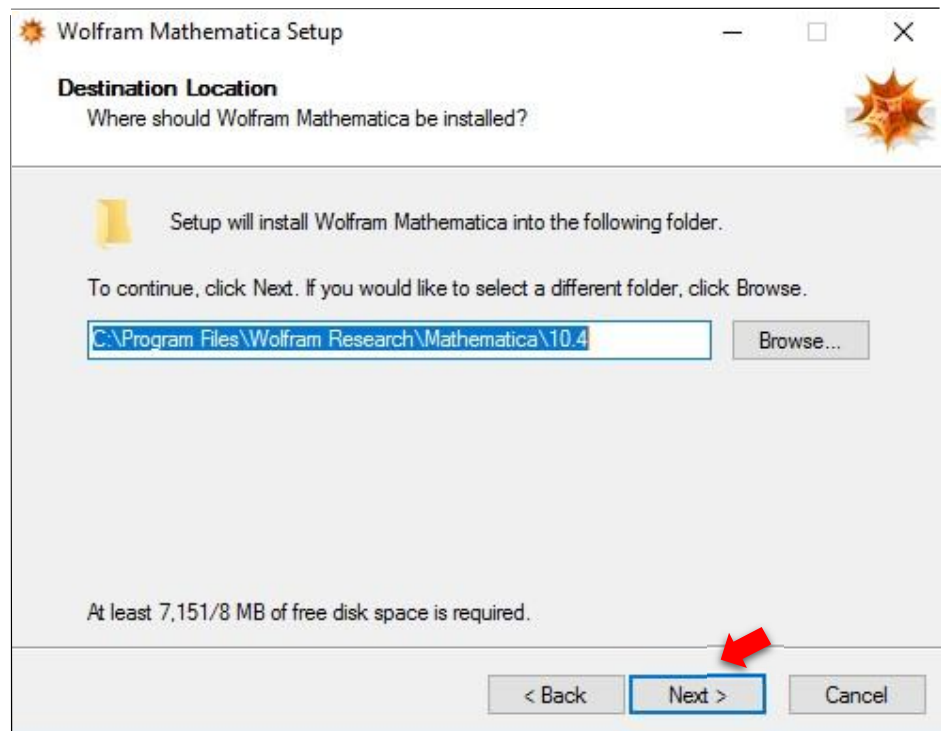 Wolfram Mathematica Setup
Destination Location
Where should Wolfram Mathematica be installed?
Setup will install Wolfram Mathematica into the following folder.
To continue, click Next. If you would like to select a different folder, click Browse.
C:\Program Files\Wolfram Research\Mathematica\10.4
Browse...
At least 7,151/8 MB of free disk space is required.
< Back
Next >
Cancel